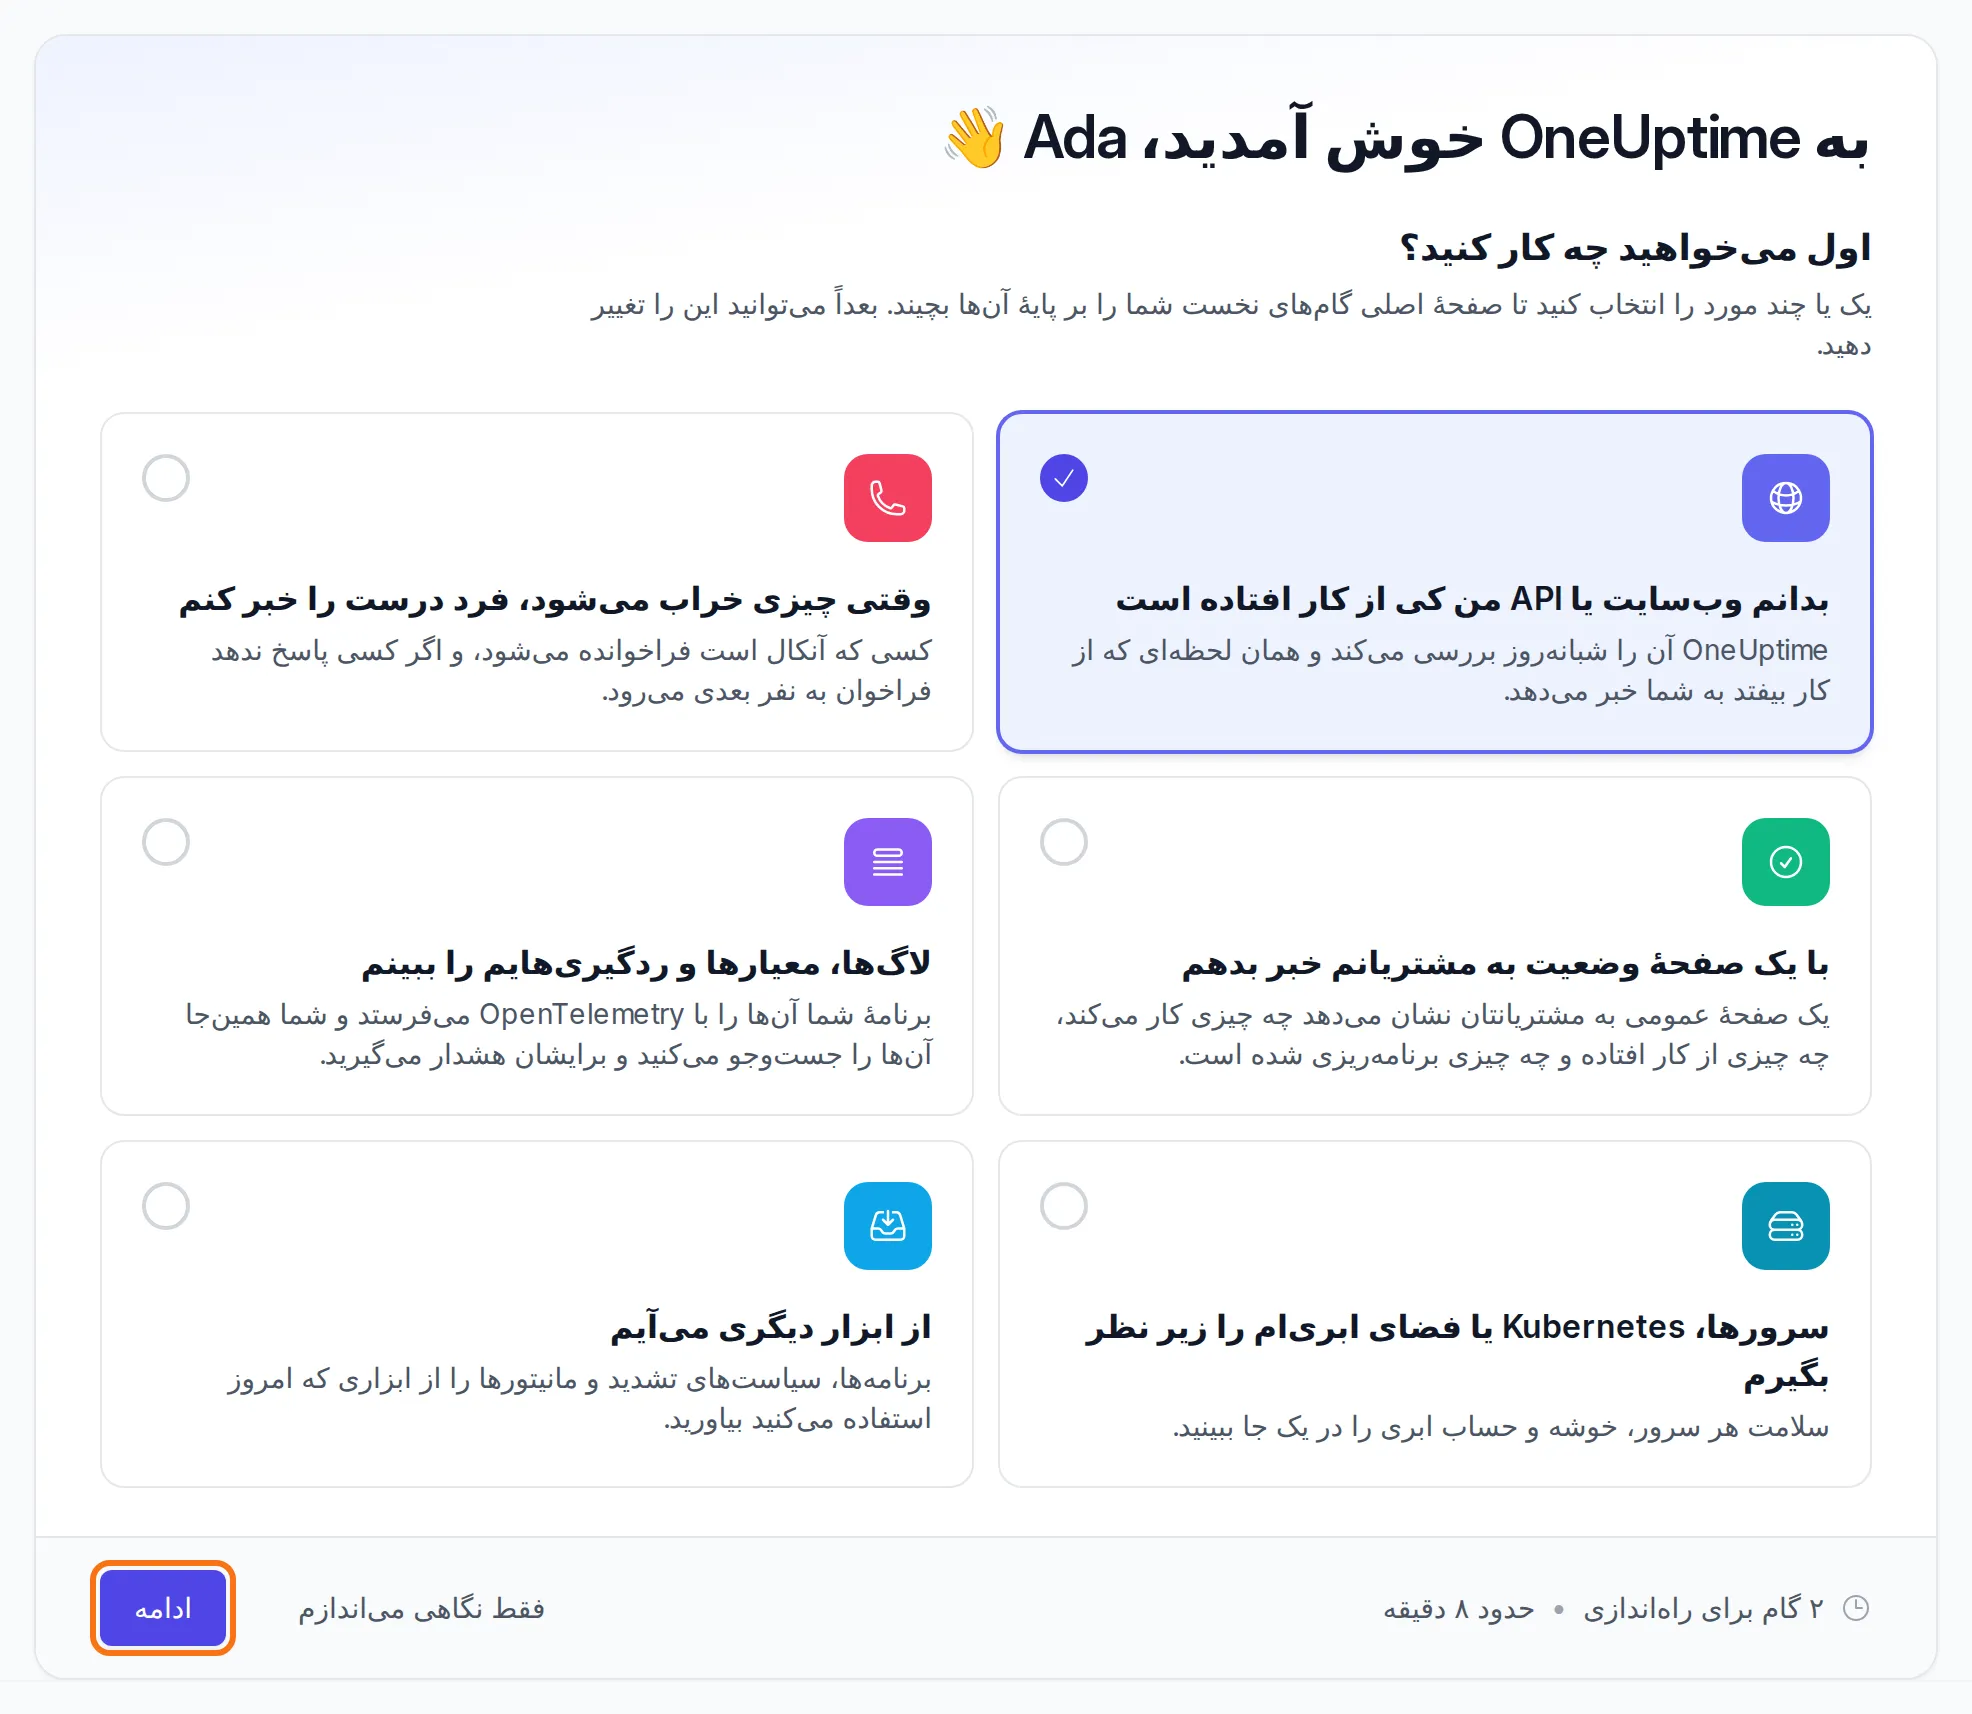 به OneUptime خوش آمدید، Ada 👋
اول می‌خواهید چه کار کنید؟
یک یا چند مورد را انتخاب کنید تا صفحهٔ اصلی گام‌های نخست شما را بر پایهٔ آن‌ها بچیند. بعداً می‌توانید این را تغییر
دهید.
بدانم وب‌سایت یا API من کی از کار افتاده است
OneUptime آن را شبانه‌روز بررسی می‌کند و همان لحظه‌ای که از
کار بیفتد به شما خبر می‌دهد.
وقتی چیزی خراب می‌شود، فرد درست را خبر کنم
کسی که آنکال است فراخوانده می‌شود، و اگر کسی پاسخ ندهد
فراخوان به نفر بعدی می‌رود.
با یک صفحهٔ وضعیت به مشتریانم خبر بدهم
یک صفحهٔ عمومی به مشتریانتان نشان می‌دهد چه چیزی کار می‌کند،
چه چیزی از کار افتاده و چه چیزی برنامه‌ریزی شده است.
لاگ‌ها، معیارها و ردگیری‌هایم را ببینم
برنامهٔ شما آن‌ها را با OpenTelemetry می‌فرستد و شما همین‌جا
آن‌ها را جست‌وجو می‌کنید و برایشان هشدار می‌گیرید.
سرورها، Kubernetes یا فضای ابری‌ام را زیر نظر
بگیرم
سلامت هر سرور، خوشه و حساب ابری را در یک جا ببینید.
از ابزار دیگری می‌آیم
برنامه‌ها، سیاست‌های تشدید و مانیتورها را از ابزاری که امروز
استفاده می‌کنید بیاورید.
۲ گام برای راه‌اندازی • حدود ۸ دقیقه
فقط نگاهی می‌اندازم
ادامه